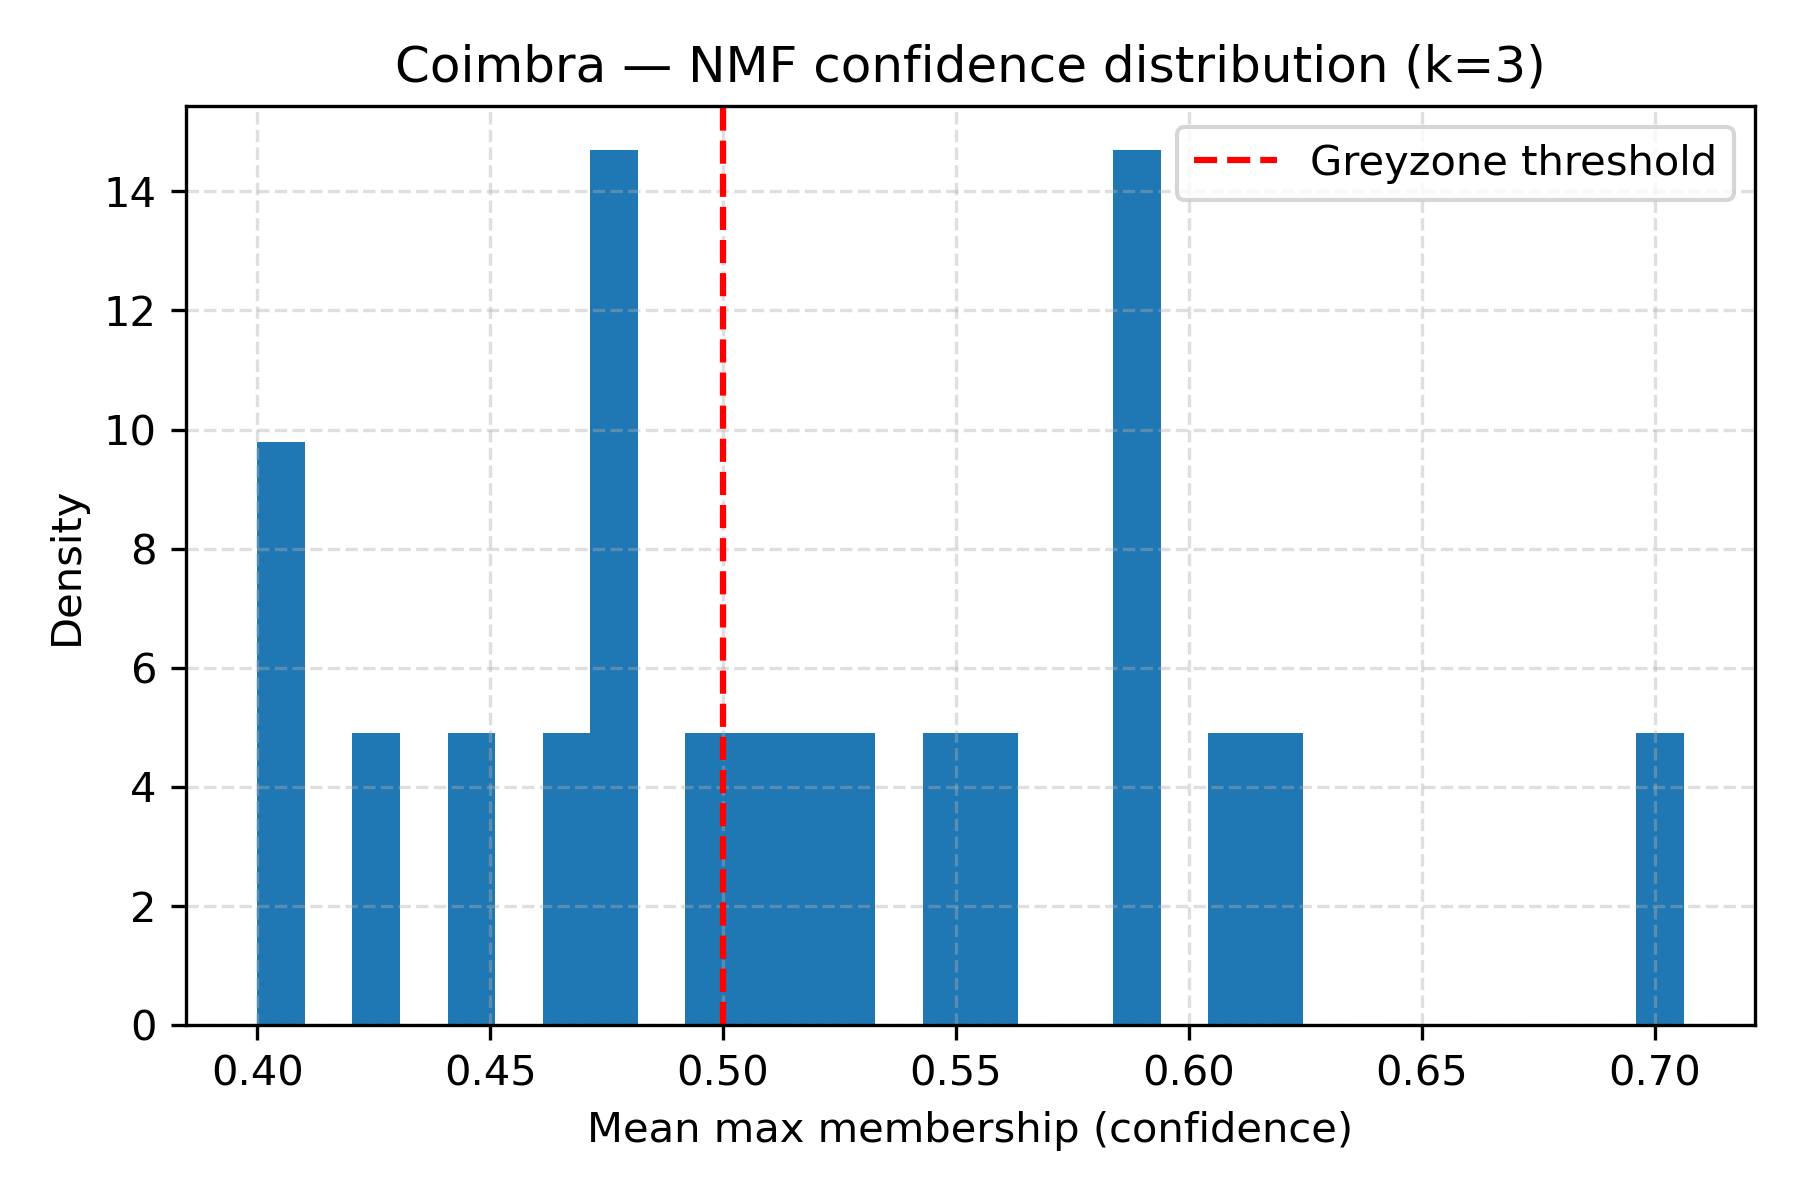 Coimbra — NMF confidence distribution (k=3)
Greyzone threshold
Density
14
12
10
8
6
4
2
0
0.40 0.45 0.50 0.55 0.60 0.65 0.70
Mean max membership (confidence)